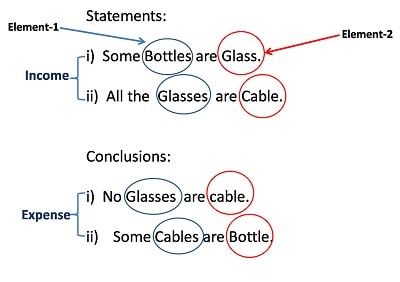 Statements:
Element-1
Element-2
i) Some Bottles are Glass.
Income
ii) All the Glasses are Cable.
Conclusions:
i) No Glasses are cable.
Expense
ii) Some Cables are Bottle.